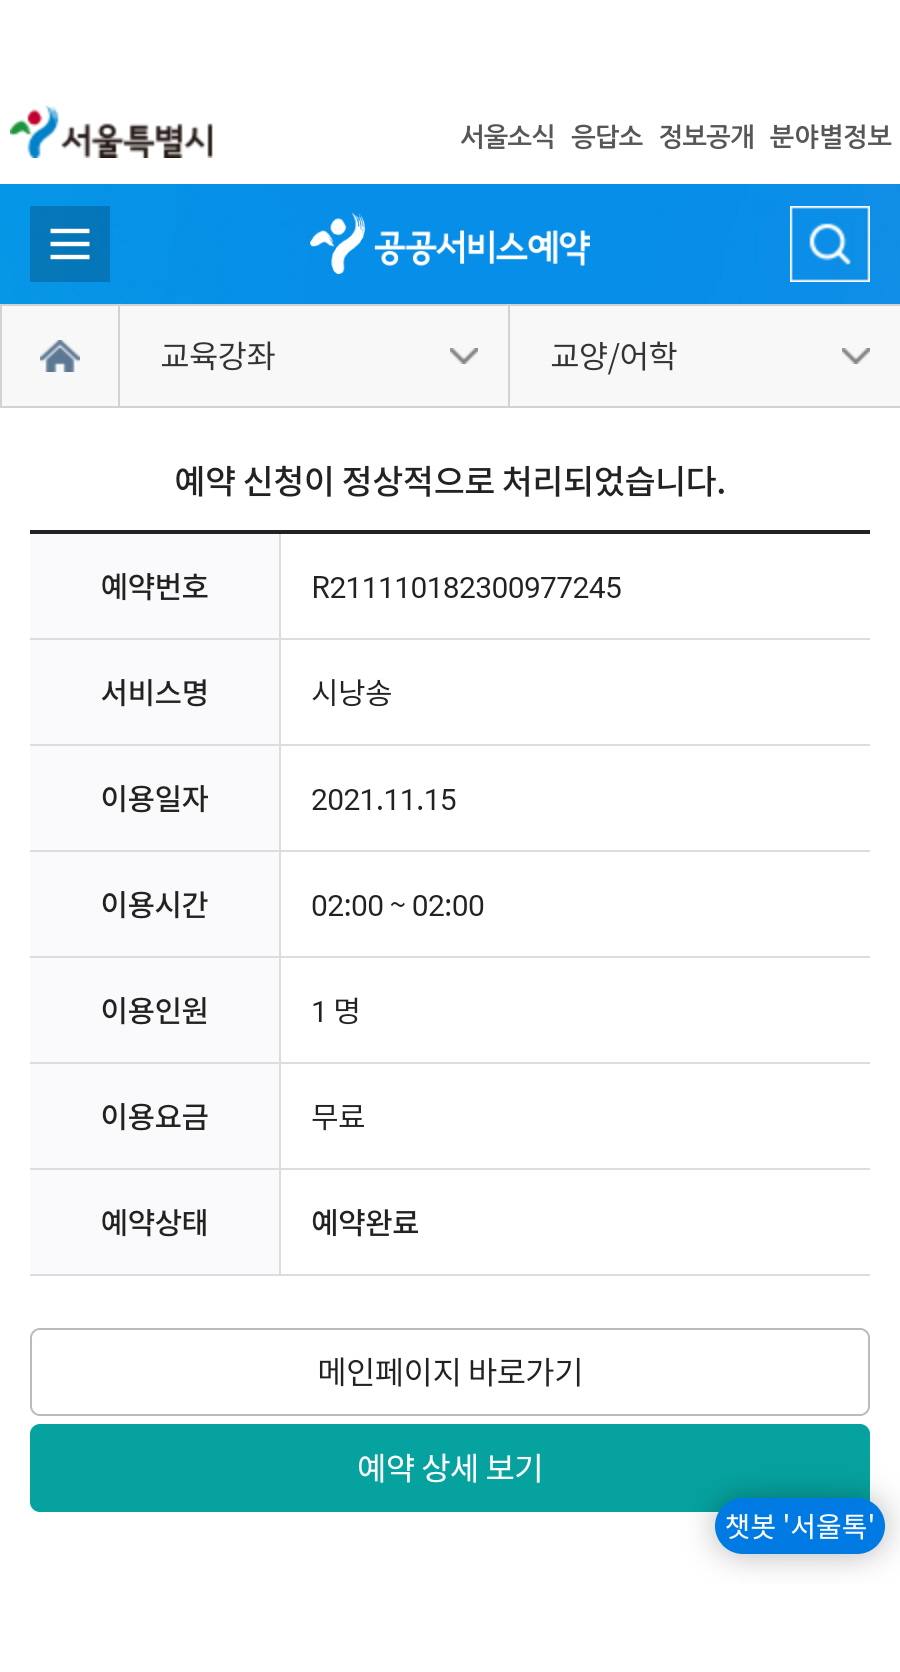 서울특별시
서울소식 응답소 정보공개 분야별정보
공공서비스예약
교육강좌 교양/어학
예약 신청이 정상적으로 처리되었습니다.
예약번호 R211110182300977245
서비스명 시낭송
이용일자 2021.11.15
이용시간 02:00 ~ 02:00
이용인원 1 명
이용요금 무료
예약상태 예약완료
메인페이지 바로가기
예약 상세 보기
챗봇 '서울톡'